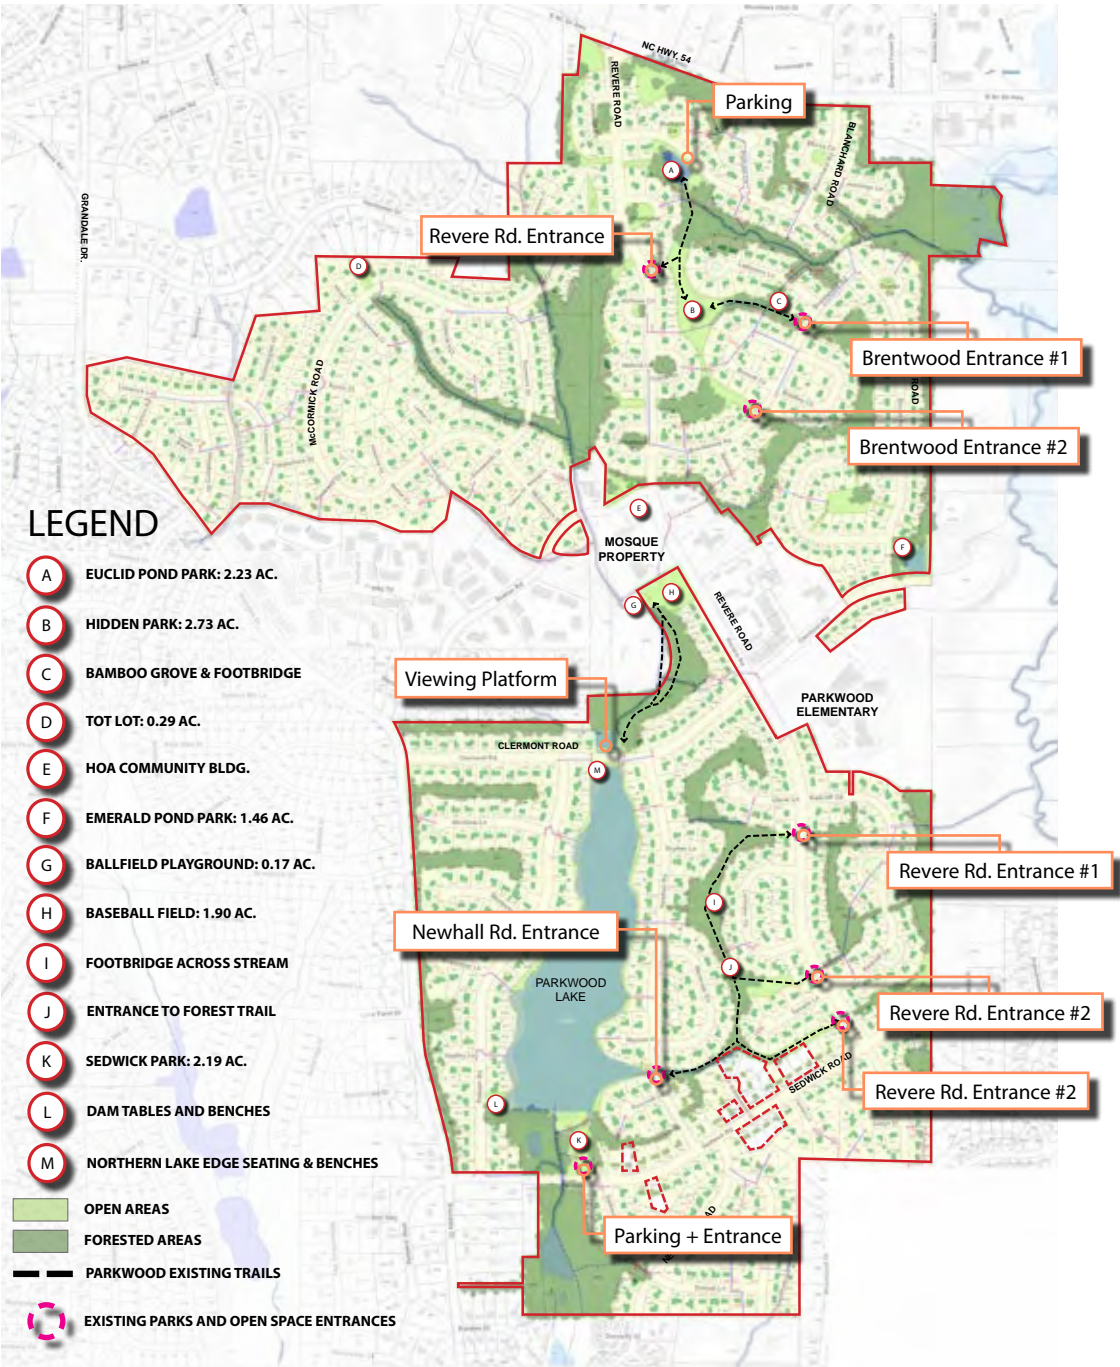 NC HWY. 54
REVERE ROAD
Parking
BLANCHARD ROAD
A
GRANDALE DR.
Revere Rd. Entrance
D
C
B
Brentwood Entrance #1
ROAD
McCORMICK ROAD
Brentwood Entrance #2
E
MOSQUE
PROPERTY
F
H
G
REVERE ROAD
Viewing Platform
PARKWOOD
ELEMENTARY
CLERMONT ROAD
M
Revere Rd. Entrance #1
I
Newhall Rd. Entrance
J
PARKWOOD
LAKE
Revere Rd. Entrance #2
SEDWICK ROAD
Revere Rd. Entrance #2
L
K
Parking + Entrance
LEGEND
A EUCLID POND PARK: 2.23 AC.
B HIDDEN PARK: 2.73 AC.
C BAMBOO GROVE & FOOTBRIDGE
D TOT LOT: 0.29 AC.
E HOA COMMUNITY BLDG.
F EMERALD POND PARK: 1.46 AC.
G BALLFIELD PLAYGROUND: 0.17 AC.
H BASEBALL FIELD: 1.90 AC.
I FOOTBRIDGE ACROSS STREAM
J ENTRANCE TO FOREST TRAIL
K SEDWICK PARK: 2.19 AC.
L DAM TABLES AND BENCHES
M NORTHERN LAKE EDGE SEATING & BENCHES
OPEN AREAS
FORESTED AREAS
PARKWOOD EXISTING TRAILS
EXISTING PARKS AND OPEN SPACE ENTRANCES